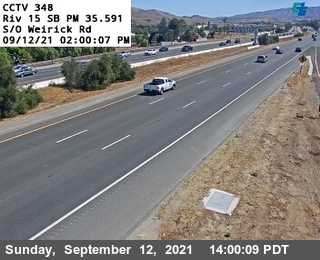 CCTV 348
Riv 15 SB PM 35.591
S/O Weirick Rd
09/12/21 02:00:07 PM
Sunday, September 12, 2021 14:00:09 PDT